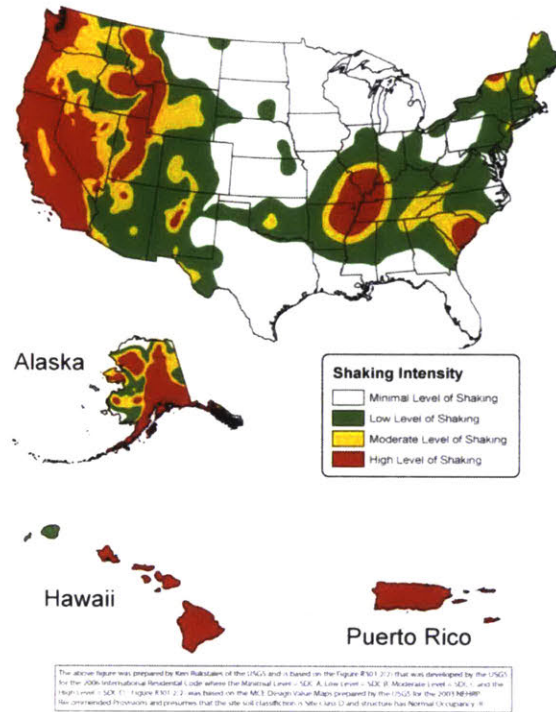 Alaska
Shaking Intensity
Minimal Level of Shaking
Low Level of Shaking
Moderate Level of Shaking
High Level of Shaking
Hawaii
Puerto Rico
The above figure was prepared by Ken Rukstales of the USGS and is based on the Figure R301.2(2) that was developed by the USGS
for the 2006 International Residential Code where the Minimal Level = SDC A, Low Level = SDC B, Moderate Level = SDC C and the
High Level = SDC D. Figure R301.2(2) was based on the MCE Design Value Maps prepared by the USGS for the 2003 NEHRP
Recommended Provisions and presumes that the site soil classification is Site Class D and structure has Normal Occupancy.